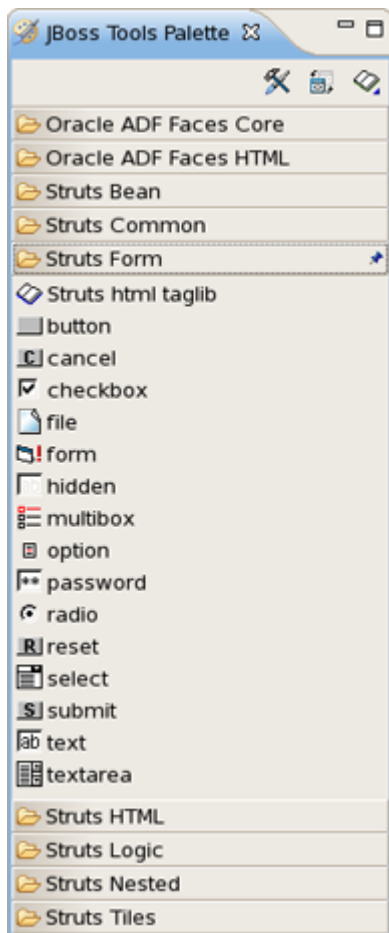 JBoss Tools Palette
Oracle ADF Faces Core
Oracle ADF Faces HTML
Struts Bean
Struts Common
Struts Form
Struts html taglib
button
C cancel
checkbox
file
form
hidden
multibox
option
password
radio
R reset
select
S submit
ab text
textarea
Struts HTML
Struts Logic
Struts Nested
Struts Tiles